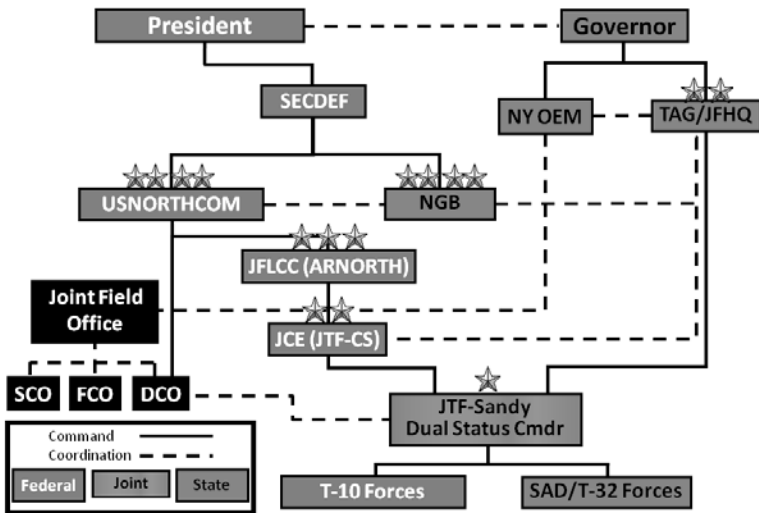 President
Governor
SECDEF
NY OEM
TAG/JFHQ
USNORTHCOM
NGB
JFLCC (ARNORTH)
Joint Field
Office
JCE (JTF-CS)
SCO
FCO
DCO
JTF-Sandy
Dual Status Cmdr
Command
Coordination
Federal
Joint
State
T-10 Forces
SAD/T-32 Forces